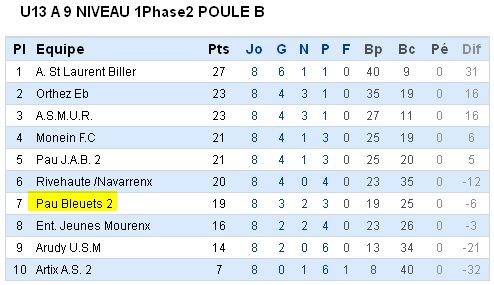 U13 A 9 NIVEAU 1Phase2 POULE B
Pl Equipe Pts Jo G N P F Bp Bc Pé Dif
1 A. St Laurent Biller 27 8 6 1 1 0 40 9 0 31
2 Orthez Eb 23 8 4 3 1 0 35 19 0 16
3 A.S.M.U.R. 23 8 4 3 1 0 27 19 0 16
4 Monein F.C 21 8 4 1 3 0 25 19 0 6
5 Pau J.A.B. 2 21 8 4 1 3 0 25 20 0 5
6 Rivehaute /Navarrenx 20 8 4 0 4 0 23 35 0 -12
7 Pau Bleuets 2 19 8 3 2 3 0 19 25 0 -6
8 Ent. Jeunes Mourenx 16 8 2 2 4 0 23 26 0 -3
9 Arudy U.S.M 14 8 2 0 6 0 13 34 0 -21
10 Artix A.S. 2 7 8 0 1 6 1 8 40 0 -32